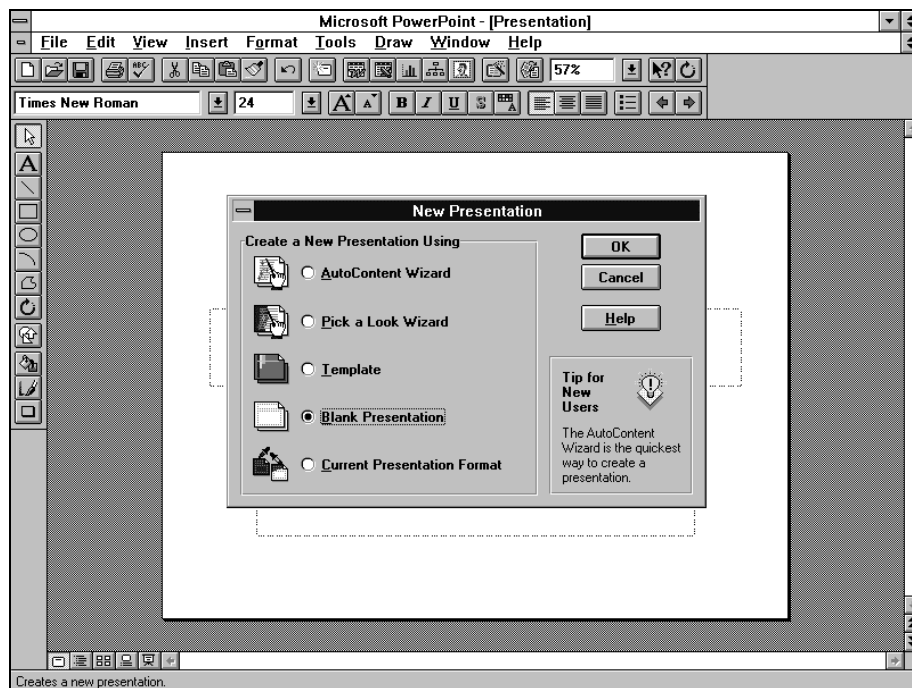 Microsoft PowerPoint - [Presentation]
File Edit View Insert Format Tools Draw Window Help
ABC 57% ?
Times New Roman 24 A A B I U S A
A
New Presentation
Create a New Presentation Using
AutoContent Wizard
Pick a Look Wizard
Template
Blank Presentation
Current Presentation Format
OK
Cancel
Help
Tip for
New
Users
The AutoContent
Wizard is the quickest
way to create a
presentation.
Creates a new presentation.